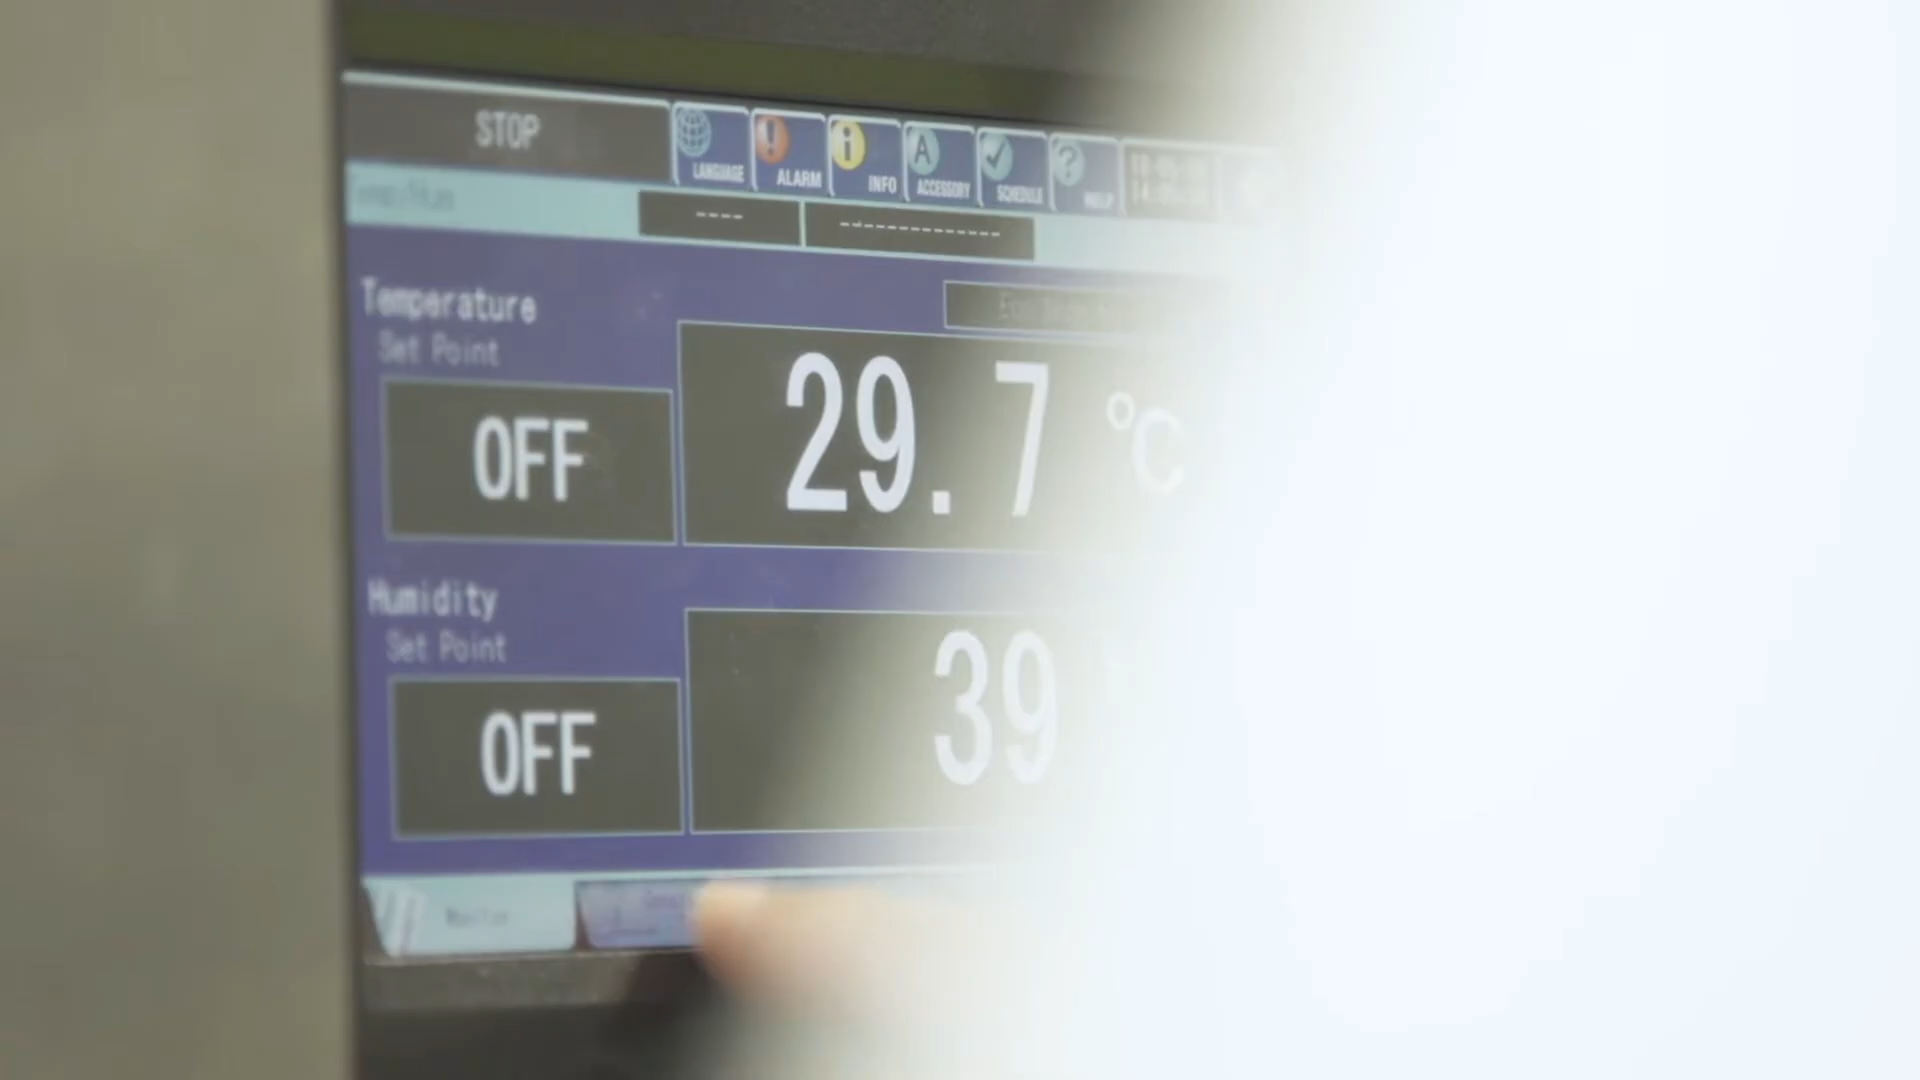 STOP
LANGUAGE
ALARM
INFO
ACCESSORY
SCHEDULE
----
Temperature
Set Point
OFF
29.7 °C
Humidity
Set Point
OFF
39